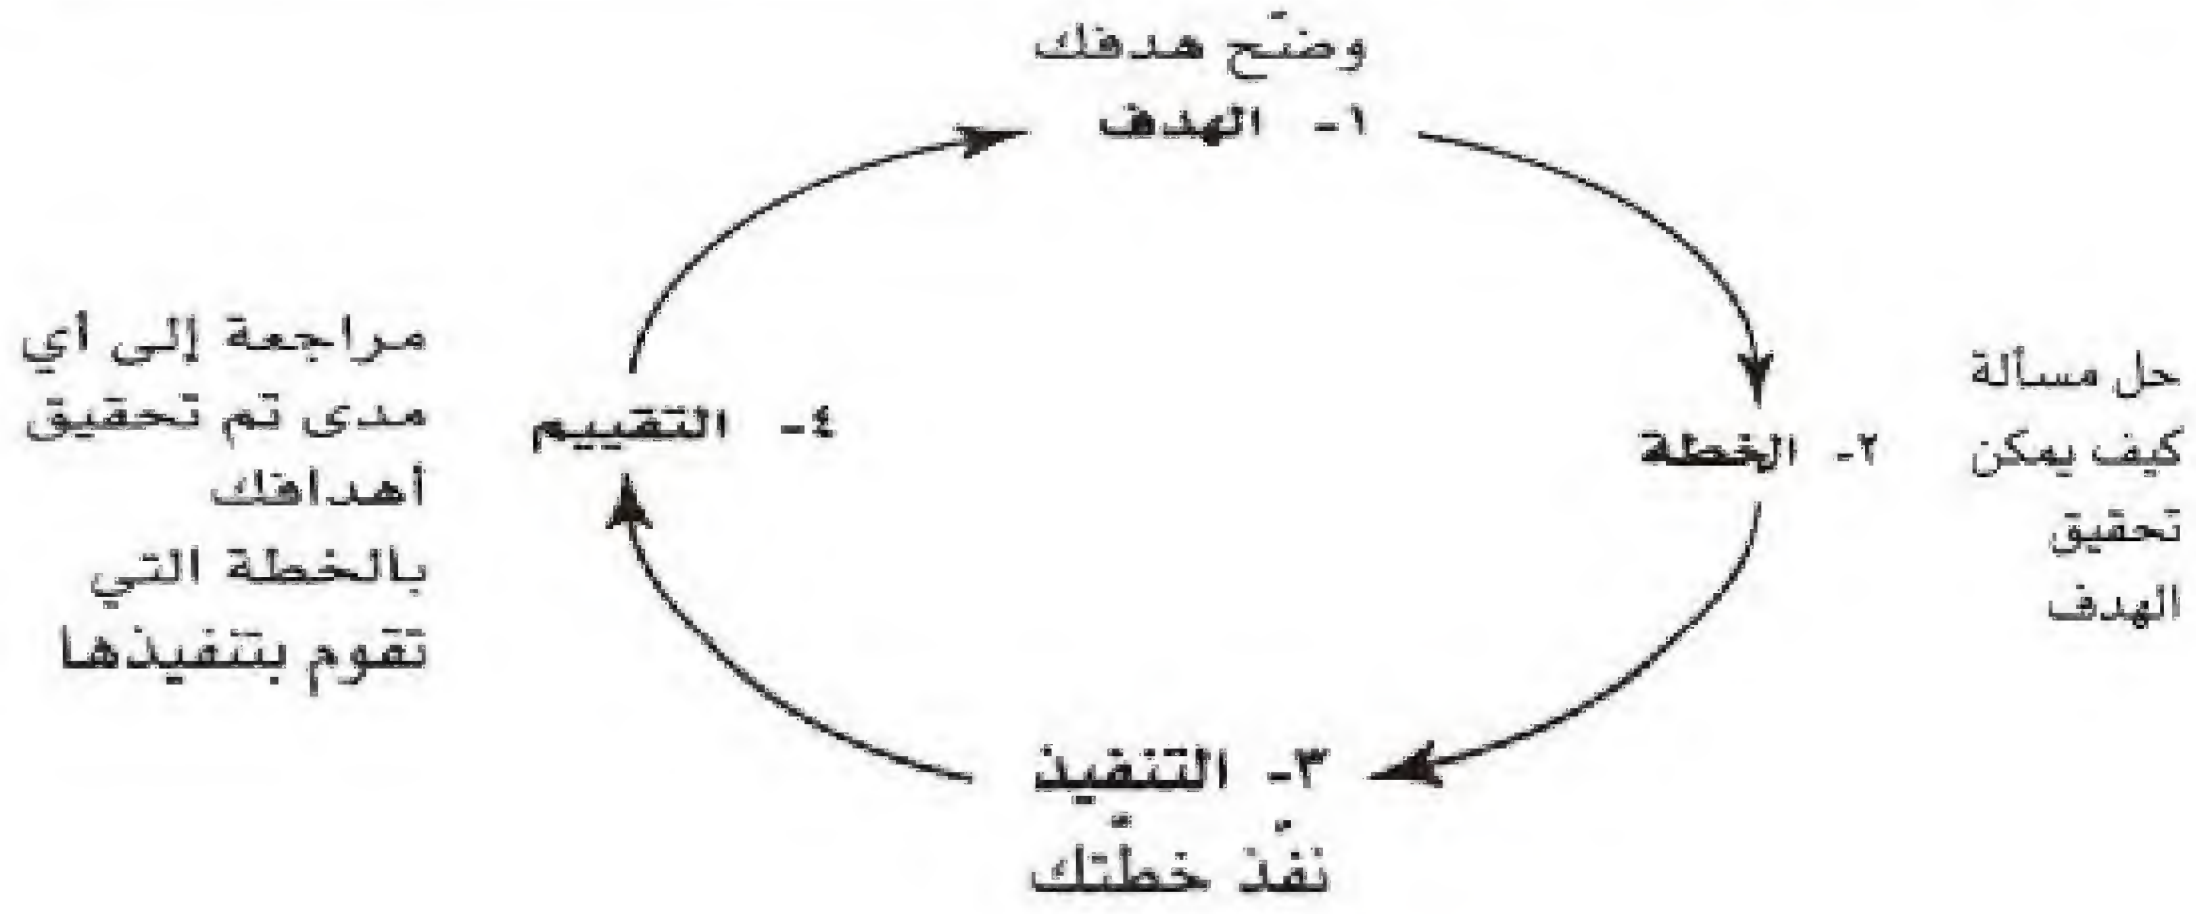 وضّح هدفك
١- الهدف
٢- الخطة
حل مسألة
كيف يمكن
تحقيق
الهدف
٣- التنفيذ
نفّذ خطّتك
٤- التقييم
مراجعة إلى أي
مدى تم تحقيق
أهدافك
بالخطة التي
تقوم بتنفيذها